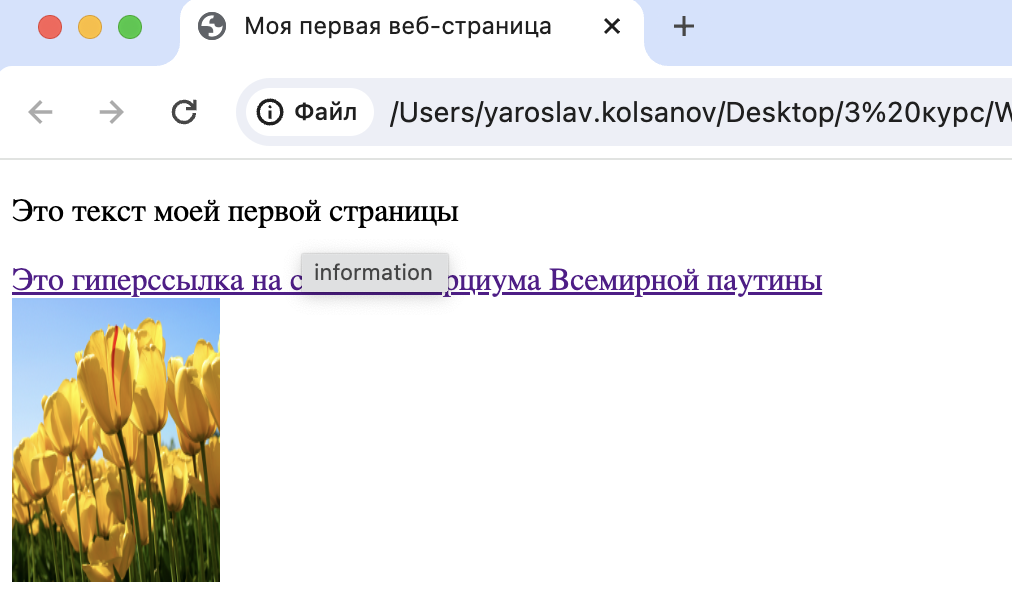 Моя первая веб-страница
Файл
/Users/yaroslav.kolsanov/Desktop/3%20курс/W
Это текст моей первой страницы
information
Это гиперссылка на с рциума Всемирной паутины